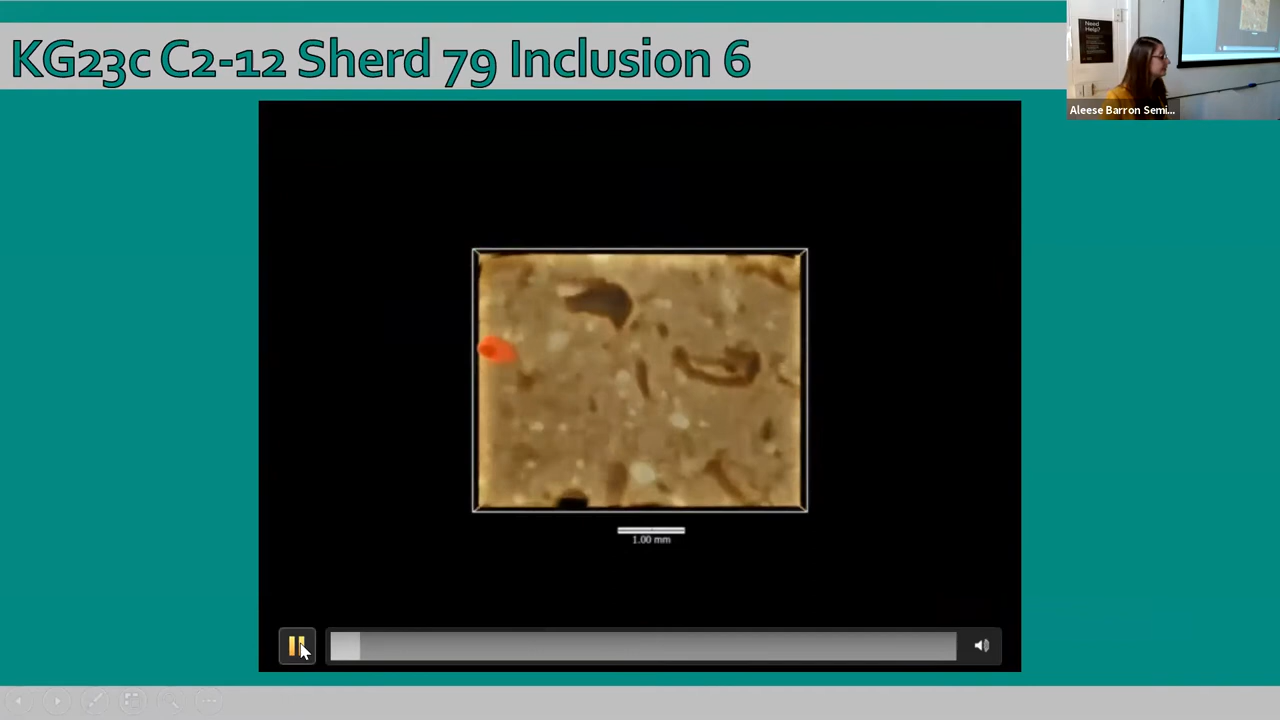 KG23c C2-12 Sherd 79 Inclusion 6
Need
Help?
Aleese Barron Semi...
1.00 mm